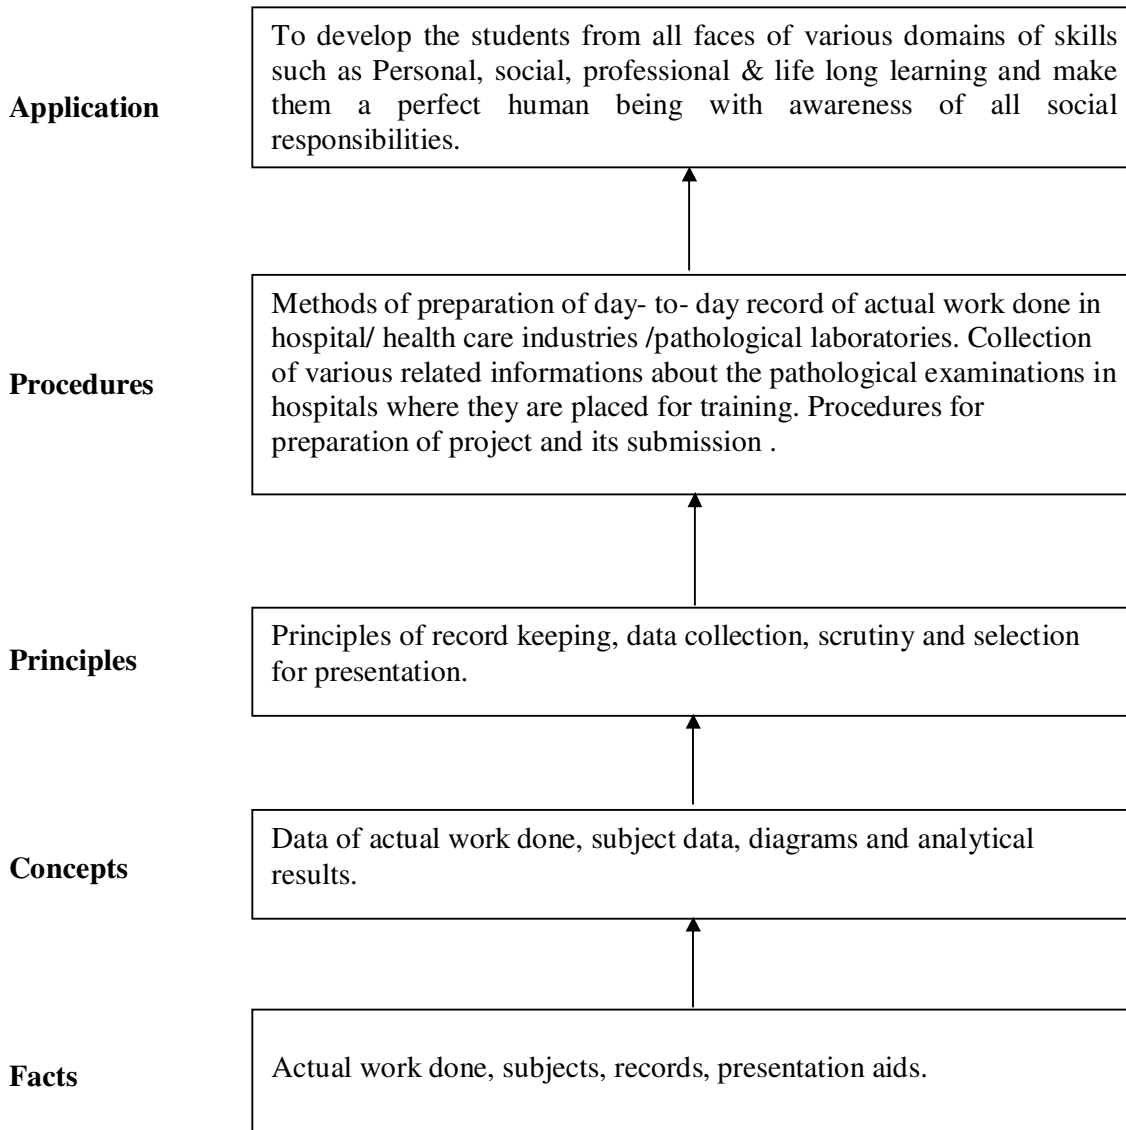 To develop the students from all faces of various domains of skills
such as Personal, social, professional & life long learning and make
them a perfect human being with awareness of all social
responsibilities.
Application
Methods of preparation of day- to- day record of actual work done in
hospital/ health care industries /pathological laboratories. Collection
of various related informations about the pathological examinations in
hospitals where they are placed for training. Procedures for
preparation of project and its submission .
Procedures
Principles of record keeping, data collection, scrutiny and selection
for presentation.
Principles
Data of actual work done, subject data, diagrams and analytical
results.
Concepts
Actual work done, subjects, records, presentation aids.
Facts